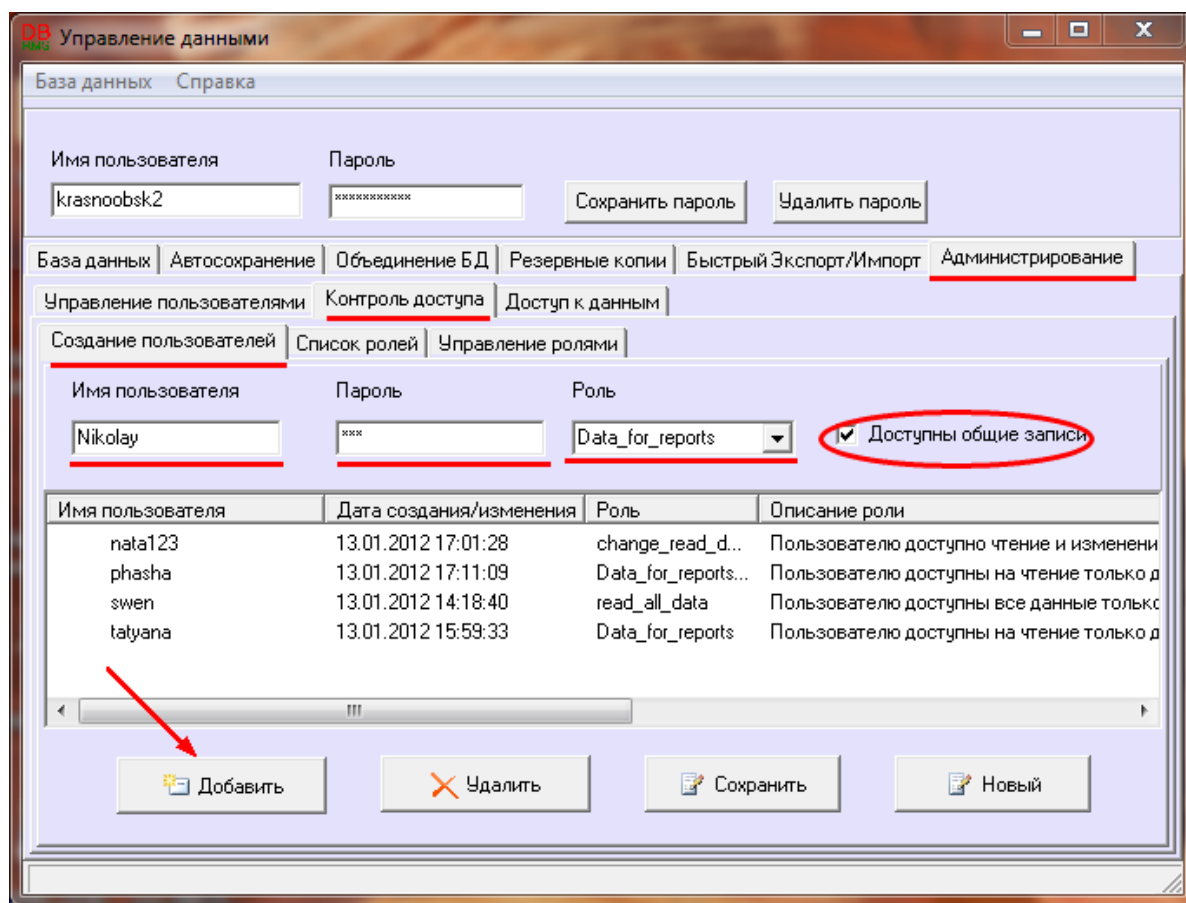 DB RMS Управление данными
База данных Справка
Имя пользователя Пароль
krasnoobsk2 *********** Сохранить пароль Удалить пароль
База данных Автосохранение Объединение БД Резервные копии Быстрый Экспорт/Импорт Администрирование
Управление пользователями Контроль доступа Доступ к данным
Создание пользователей Список ролей Управление ролями
Имя пользователя Пароль Роль
Nikolay *** Data_for_reports Доступны общие записи
Имя пользователя Дата создания/изменения Роль Описание роли
nata123 13.01.2012 17:01:28 change_read_d... Пользователю доступно чтение и изменени
phasha 13.01.2012 17:11:09 Data_for_reports... Пользователю доступны на чтение только д
swen 13.01.2012 14:18:40 read_all_data Пользователю доступны все данные только
tatyana 13.01.2012 15:59:33 Data_for_reports Пользователю доступны на чтение только д
Добавить Удалить Сохранить Новый